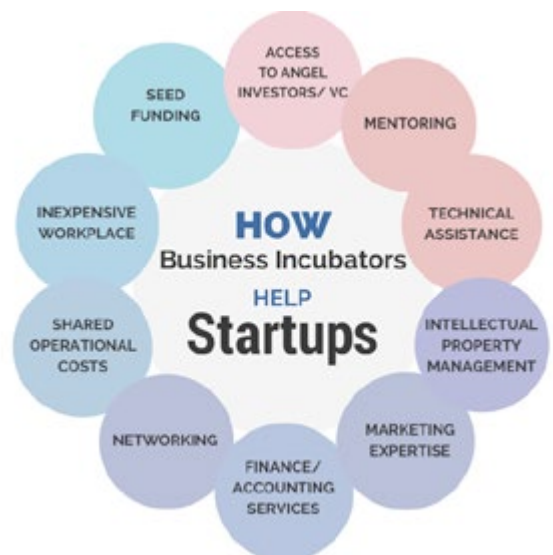 HOW
Business Incubators
HELP
Startups
ACCESS
TO ANGEL
INVESTORS/ VC
MENTORING
TECHNICAL
ASSISTANCE
INTELLECTUAL
PROPERTY
MANAGEMENT
MARKETING
EXPERTISE
FINANCE/
ACCOUNTING
SERVICES
NETWORKING
SHARED
OPERATIONAL
COSTS
INEXPENSIVE
WORKPLACE
SEED
FUNDING